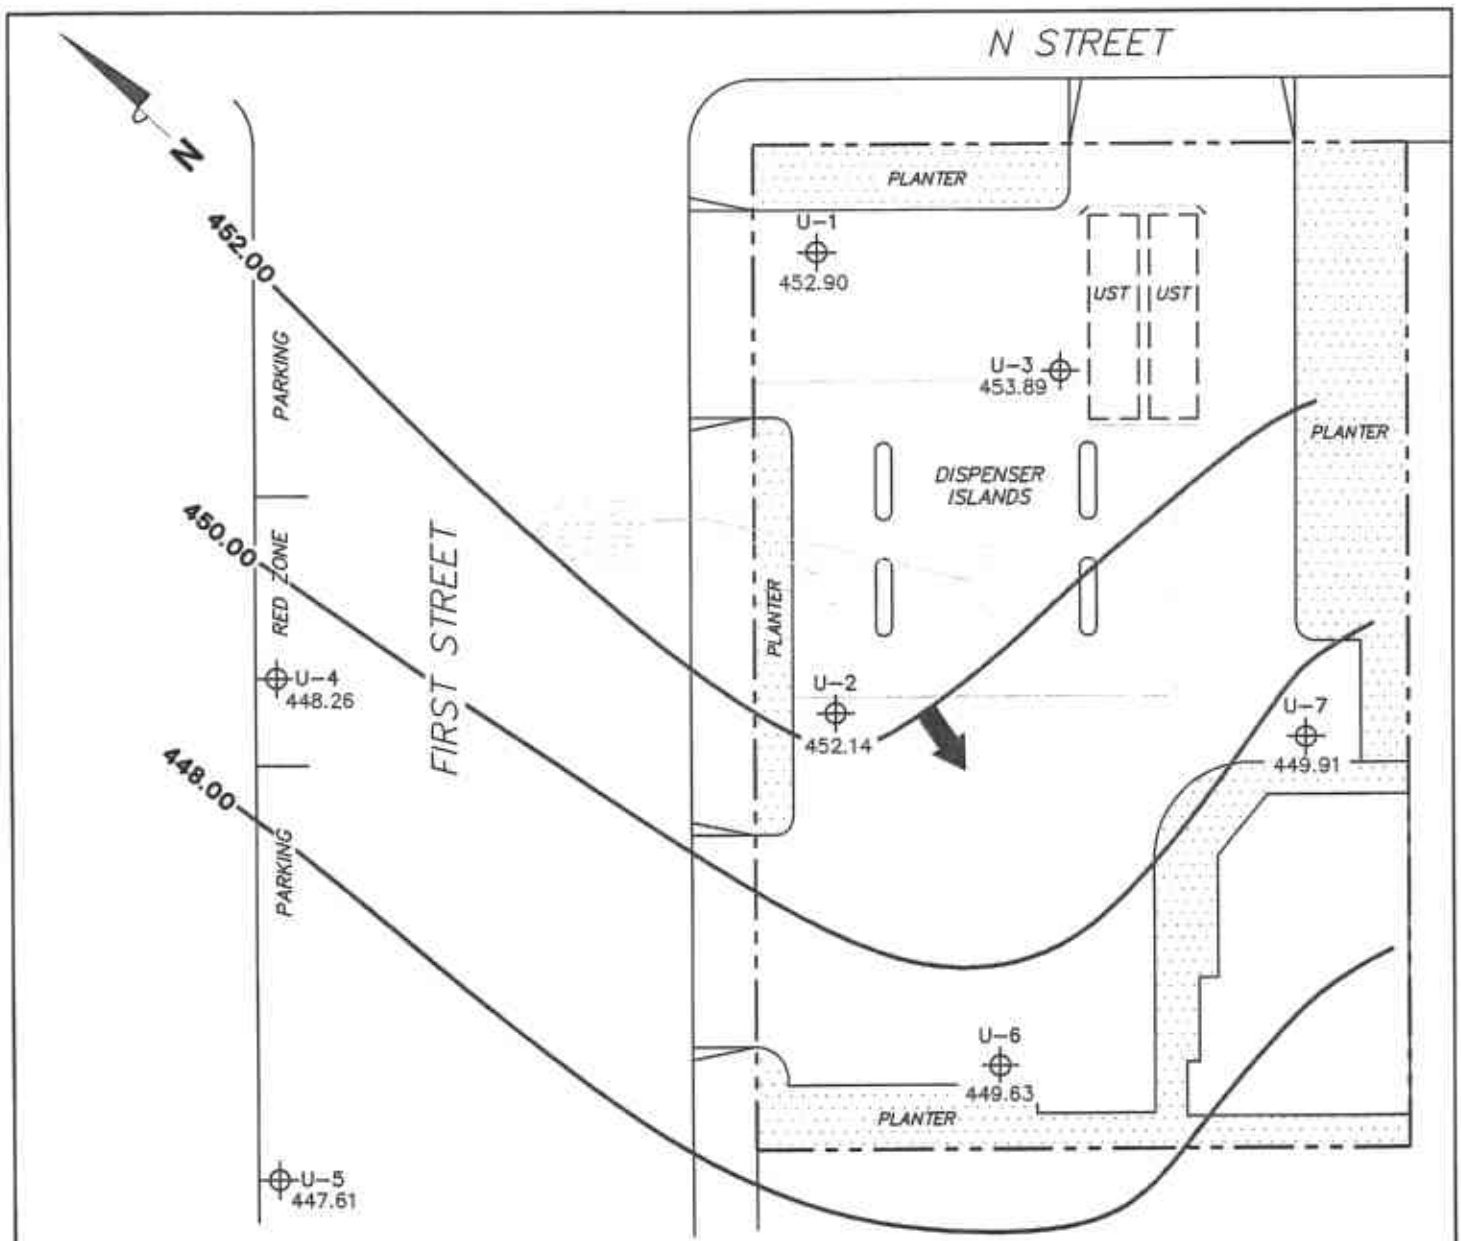 N STREET
N
PLANTER
U-1
452.90
452.00
UST
UST
PARKING
U-3
453.89
PLANTER
DISPENSER
ISLANDS
450.00
RED ZONE
FIRST STREET
PLANTER
U-4
448.26
U-2
452.14
U-7
449.91
448.00
PARKING
U-6
449.63
PLANTER
U-5
447.61